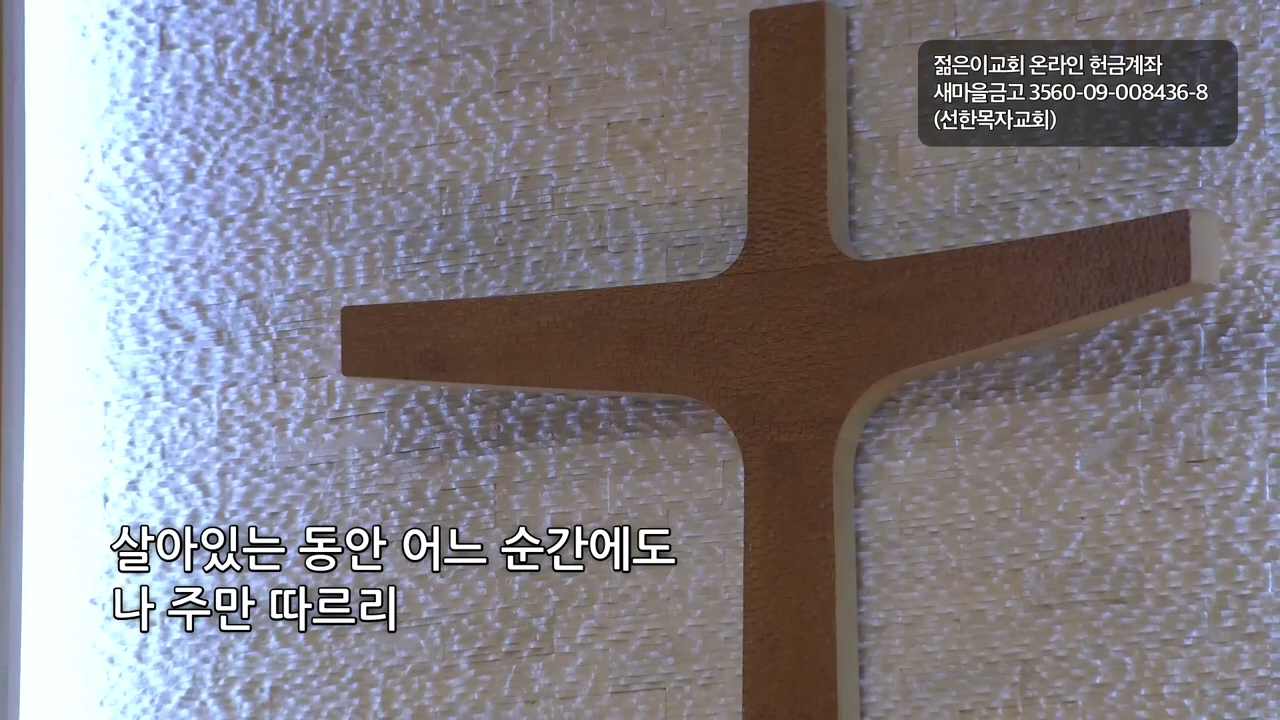 젊은이교회 온라인 헌금계좌
새마을금고 3560-09-008436-8
(선한목자교회)
살아있는 동안 어느 순간에도
나 주만 따르리